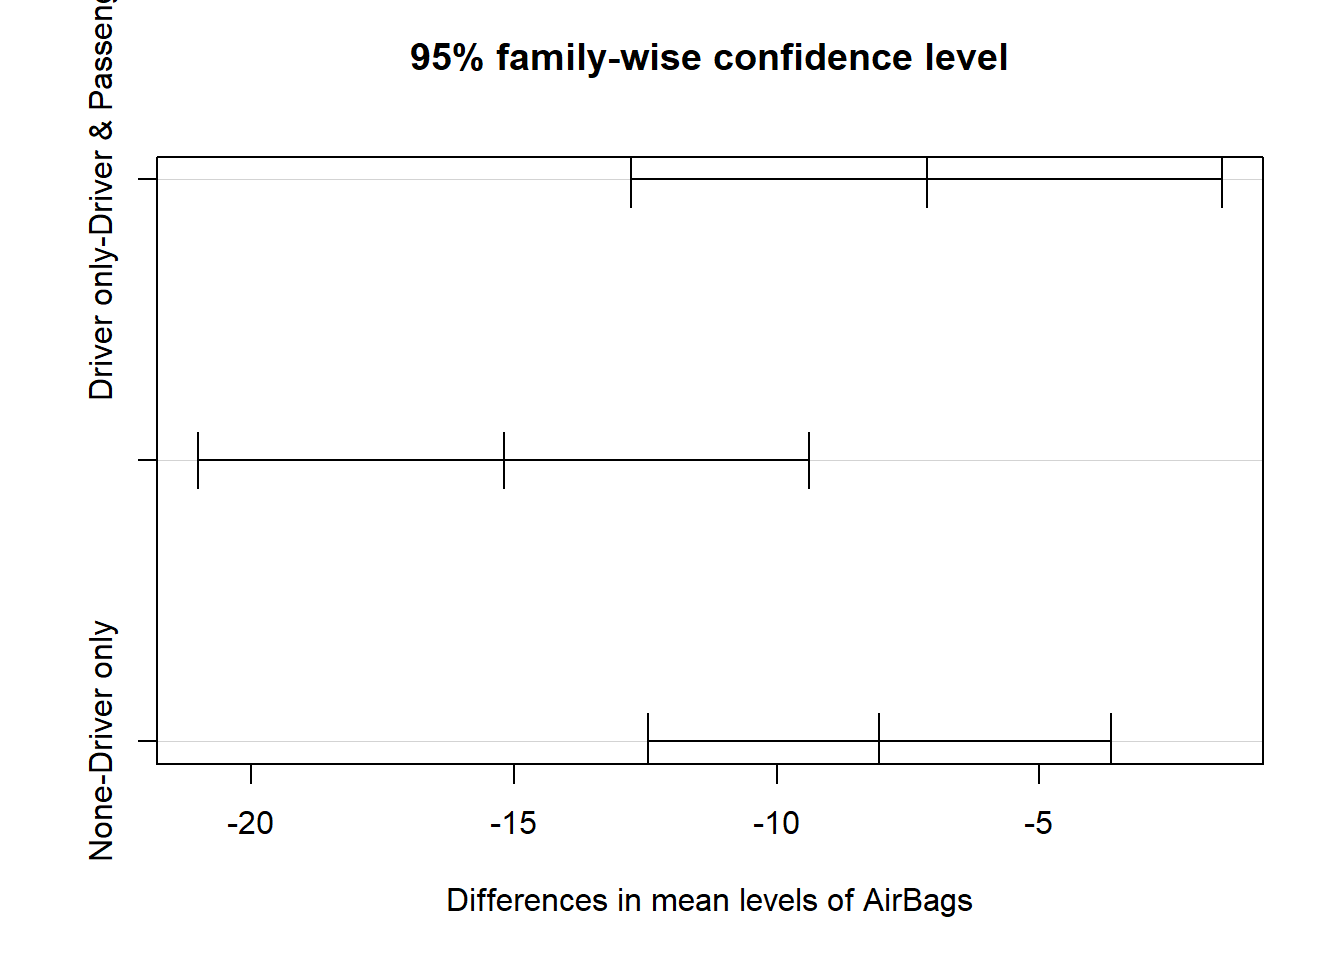 95% family-wise confidence level
Driver only-Driver & Passeng
None-Driver only
-20 -15 -10 -5
Differences in mean levels of AirBags